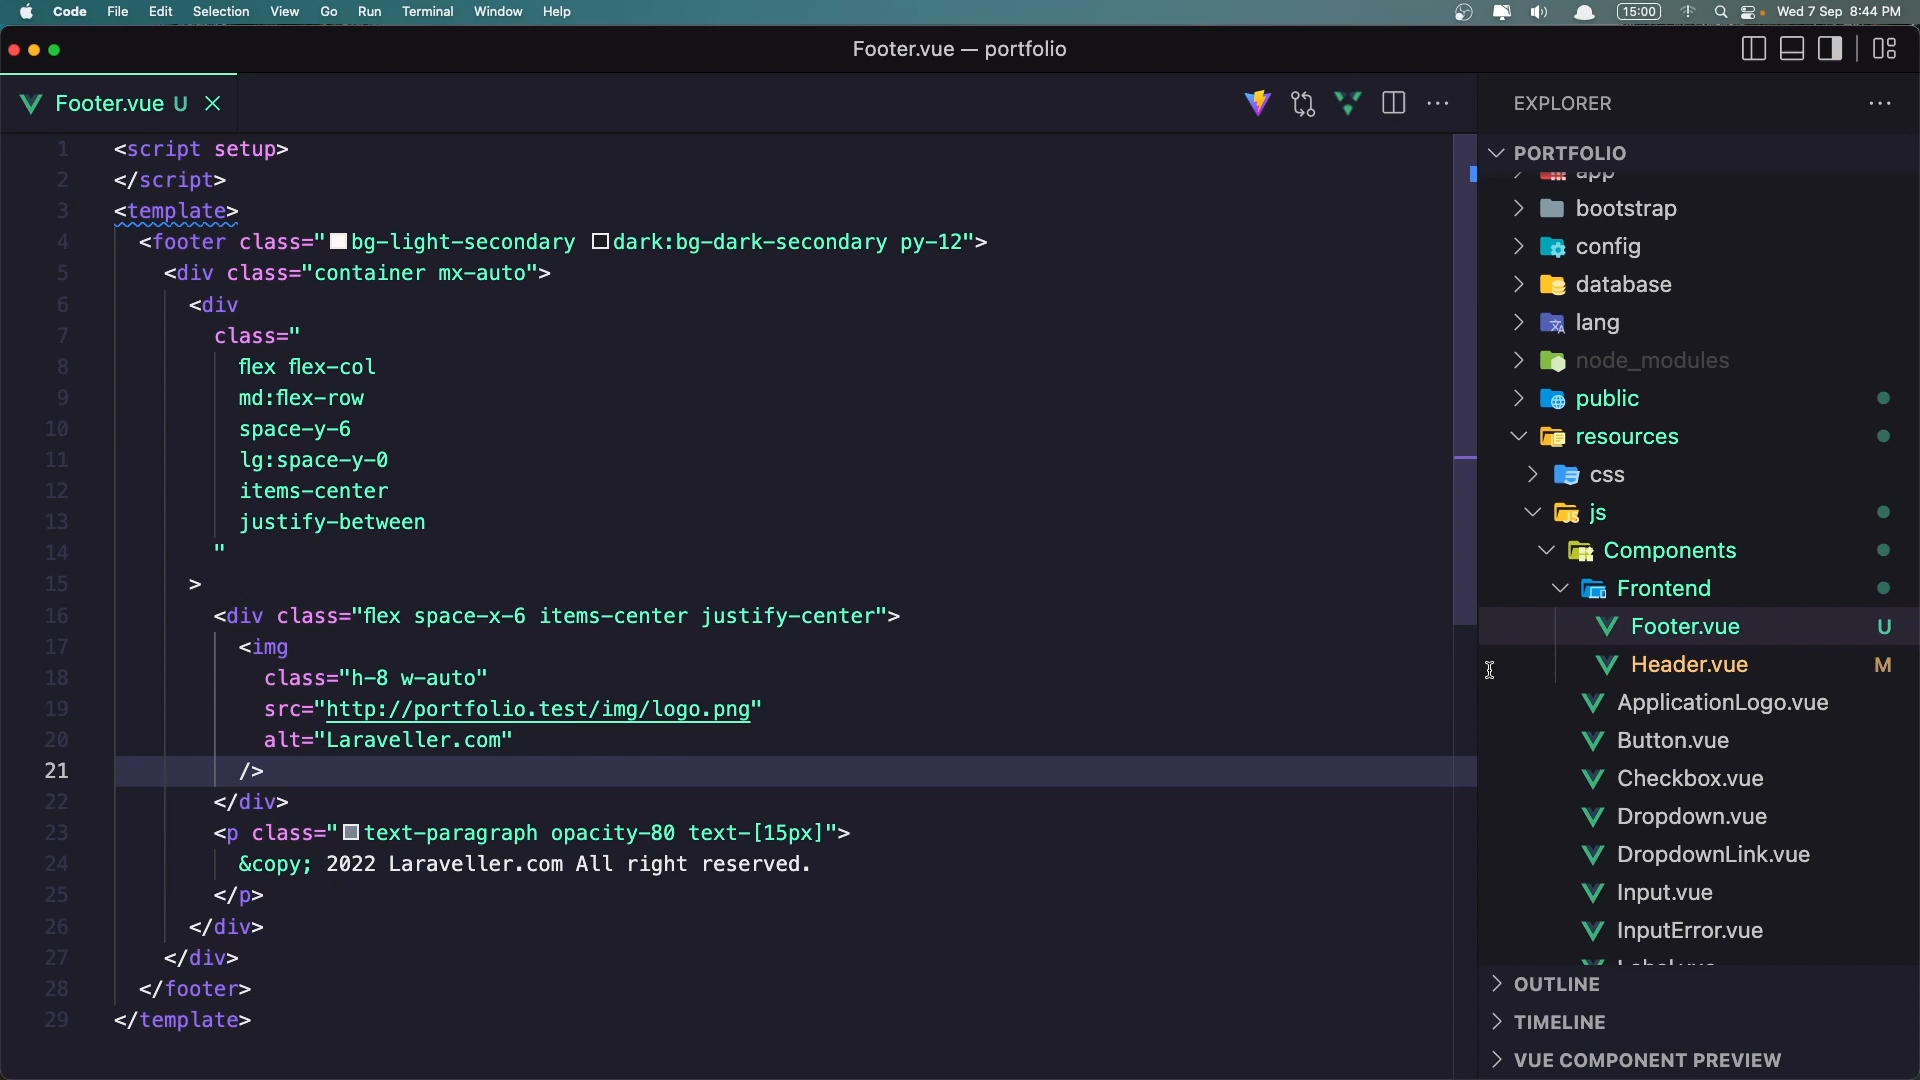 Code File Edit Selection View Go Run Terminal Window Help 15:00 Wed 7 Sep 8:44 PM
Footer.vue — portfolio
Footer.vue U
1 <script setup>
2 </script>
3 <template>
4 <footer class="bg-light-secondary dark:bg-dark-secondary py-12">
5 <div class="container mx-auto">
6 <div
7 class="
8 flex flex-col
9 md:flex-row
10 space-y-6
11 lg:space-y-0
12 items-center
13 justify-between
14 "
15 >
16 <div class="flex space-x-6 items-center justify-center">
17 <img
18 class="h-8 w-auto"
19 src="http://portfolio.test/img/logo.png"
20 alt="Laraveller.com"
21 />
22 </div>
23 <p class="text-paragraph opacity-80 text-[15px]">
24 &copy; 2022 Laraveller.com All right reserved.
25 </p>
26 </div>
27 </div>
28 </footer>
29 </template>
EXPLORER
PORTFOLIO
app
bootstrap
config
database
lang
node_modules
public
resources
css
js
Components
Frontend
Footer.vue U
Header.vue M
ApplicationLogo.vue
Button.vue
Checkbox.vue
Dropdown.vue
DropdownLink.vue
Input.vue
InputError.vue
OUTLINE
TIMELINE
VUE COMPONENT PREVIEW